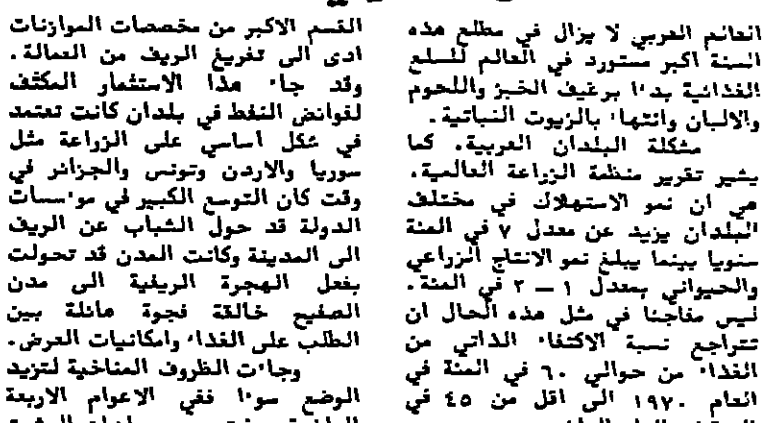 العالم العربي لا يزال في مطلع هذه
السنة اكبر مستورد في العالم للسلع
الغذائية بدءا برغيف الخبز واللحوم
والالبان وانتهاء بالزيوت النباتية.
مشكلة البلدان العربية، كما
يشير تقرير منظمة الزراعة العالمية،
هي ان نمو الاستهلاك في مختلف
البلدان يزيد عن معدل ٧ في المئة
سنويا بينما يبلغ نمو الانتاج الزراعي
والحيواني بمعدل ١ — ٢ في المئة.
ليس مفاجئا في مثل هذه الحال ان
تتراجع نسبة الاكتفاء الذاتي من
الغذاء من حوالي ٦٠ في المئة في
العام ١٩٧٠ الى اقل من ٤٥ في
القسم الاكبر من مخصصات الموازنات
ادى الى تفريغ الريف من العمالة.
وقد جاء هذا الاستثمار المكثف
لفوائض النفط في بلدان كانت تعتمد
في شكل اساسي على الزراعة مثل
سوريا والاردن وتونس والجزائر في
وقت كان التوسع الكبير في موءسسات
الدولة قد حول الشباب عن الريف
الى المدينة وكانت المدن قد تحولت
بفعل الهجرة الريفية الى مدن
الصفيح خالقة فجوة هائلة بين
الطلب على الغذاء وامكانيات العرض.
وجاءت الظروف المناخية لتزيد
الوضع سوءا ففي الاعوام الاربعة